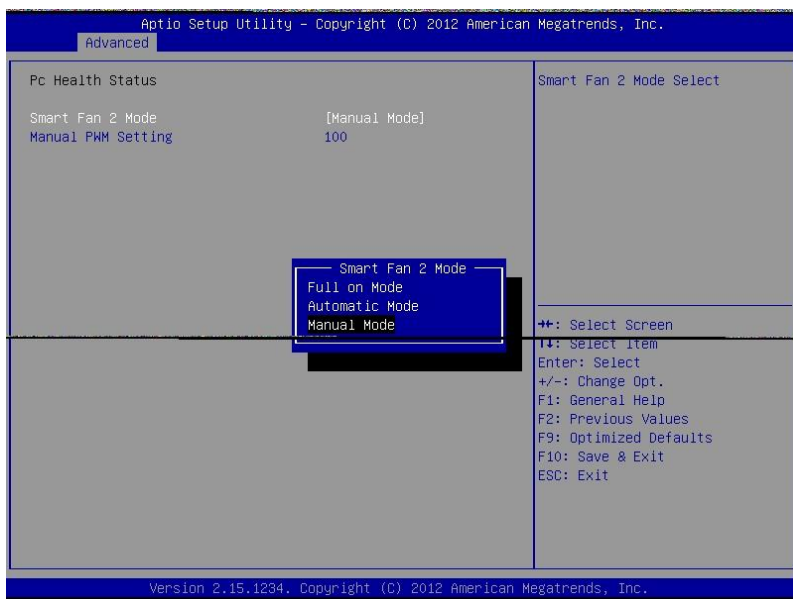 Aptio Setup Utility – Copyright (C) 2012 American Megatrends, Inc.
Advanced
Pc Health Status
Smart Fan 2 Mode [Manual Mode]
Manual PWM Setting 100
Smart Fan 2 Mode Select
Smart Fan 2 Mode
Full on Mode
Automatic Mode
Manual Mode
→←: Select Screen
↑↓: Select Item
Enter: Select
+/-: Change Opt.
F1: General Help
F2: Previous Values
F9: Optimized Defaults
F10: Save & Exit
ESC: Exit
Version 2.15.1234. Copyright (C) 2012 American Megatrends, Inc.